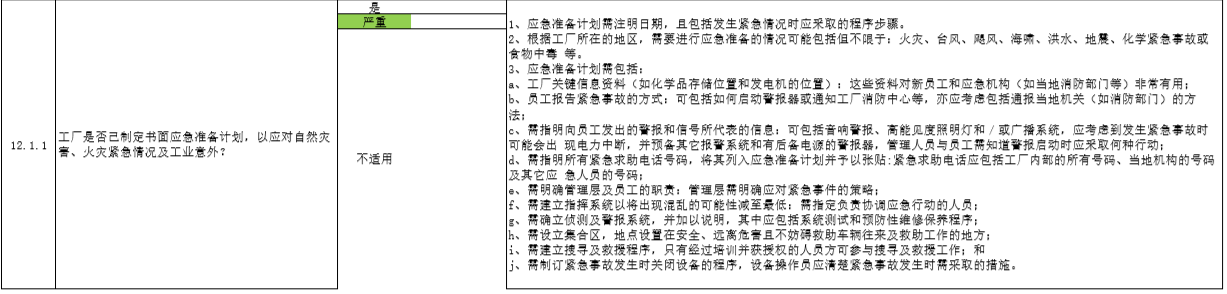 是
严重
不适用
12.1.1
工厂是否已制定书面应急准备计划，以应对自然灾
害、火灾紧急情况及工业意外？
1、应急准备计划需注明日期，且包括发生紧急情况时应采取的程序步骤。
2、根据工厂所在的地区，需要进行应急准备的情况可能包括但不限于：火灾、台风、飓风、海啸、洪水、地震、化学紧急事故或
食物中毒 等。
3、应急准备计划需包括：
a、工厂关键信息资料（如化学品存储位置和发电机的位置）：这些资料对新员工和应急机构（如当地消防部门等）非常有用；
b、员工报告紧急事故的方式：可包括如何启动警报器或通知工厂消防中心等，亦应考虑包括通报当地机关（如消防部门）的方
法；
c、需指明向员工发出的警报和信号所代表的信息：可包括音响警报、高能见度照明灯和／或广播系统，应考虑到发生紧急事故时
可能会出 现电力中断，并预备其它报警系统和有后备电源的警报器，管理人员与员工需知道警报启动时应采取何种行动；
d、需指明所有紧急求助电话号码，将其列入应急准备计划并予以张贴:紧急求助电话应包括工厂内部的所有号码、当地机构的号码
及其它应 急人员的号码；
e、需明确管理层及员工的职责：管理层需明确应对紧急事件的策略；
f、需建立指挥系统以将出现混乱的可能性减至最低：需指定负责协调应急行动的人员；
g、需确立侦测及警报系统，并加以说明，其中应包括系统测试和预防性维修保养程序；
h、需设立集合区，地点设置在安全、远离危害且不妨碍救助车辆往来及救助工作的地方；
i、需建立搜寻及救援程序，只有经过培训并获授权的人员方可参与搜寻及救援工作；和
j、需制订紧急事故发生时关闭设备的程序，设备操作员应清楚紧急事故发生时需采取的措施。